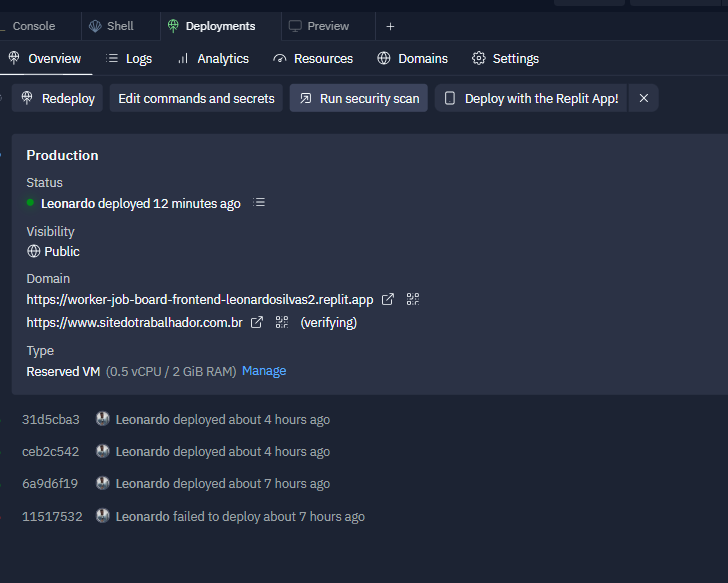 Console Shell Deployments Preview +
Overview Logs Analytics Resources Domains Settings
Redeploy Edit commands and secrets Run security scan Deploy with the Replit App! ×
Production
Status
Leonardo deployed 12 minutes ago
Visibility
Public
Domain
https://worker-job-board-frontend-leonardosilvas2.replit.app
https://www.sitedotrabalhador.com.br (verifying)
Type
Reserved VM (0.5 vCPU / 2 GiB RAM) Manage
31d5cba3 Leonardo deployed about 4 hours ago
ceb2c542 Leonardo deployed about 4 hours ago
6a9d6f19 Leonardo deployed about 7 hours ago
11517532 Leonardo failed to deploy about 7 hours ago